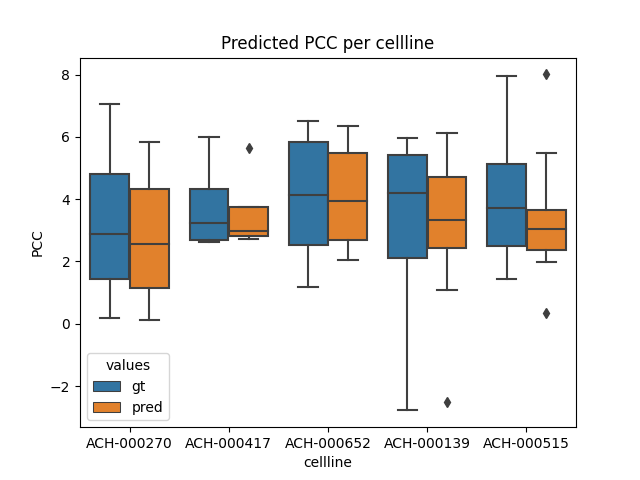 Predicted PCC per cellline
PCC
8
6
4
2
0
−2
values
gt
pred
ACH-000270 ACH-000417 ACH-000652 ACH-000139 ACH-000515
cellline